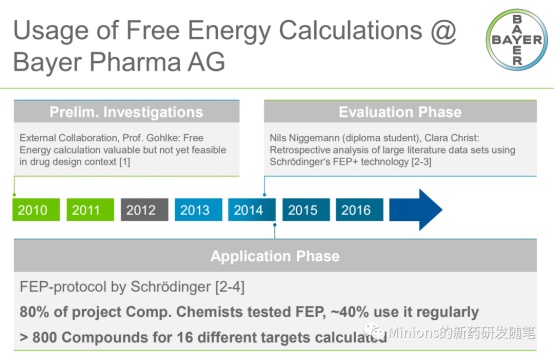 Usage of Free Energy Calculations @
Bayer Pharma AG
BAYER
BAYER
Prelim. Investigations
External Collaboration, Prof. Gohlke: Free
Energy calculation valuable but not yet feasible
in drug design context [1]
Evaluation Phase
Nils Niggemann (diploma student), Clara Christ:
Retrospective analysis of large literature data sets using
Schrödinger's FEP+ technology [2-3]
2010 2011 2012 2013 2014 2015 2016
Application Phase
FEP-protocol by Schrödinger [2-4]
80% of project Comp. Chemists tested FEP, ~40% use it regularly
> 800 Compounds for 16 different targets calculated
Minions的新药研发随笔